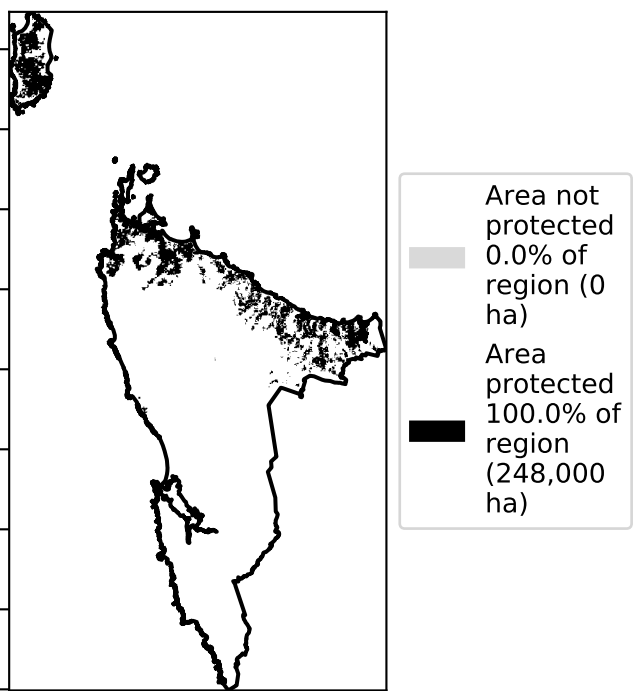 Area not
protected
0.0% of
region (0
ha)
Area
protected
100.0% of
region
(248,000
ha)